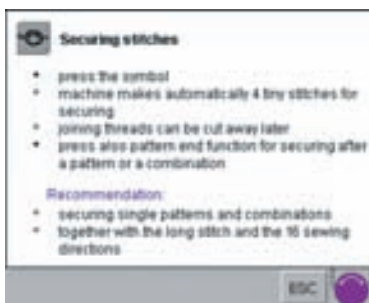 Securing stitches
• press the symbol
• machine makes automatically 4 tiny stitches for
securing
• joining threads can be cut away later
• press also pattern end function for securing after
a pattern or a combination
Recommendation:
• securing single patterns and combinations
• together with the long stitch and the 16 sewing
directions
ESC